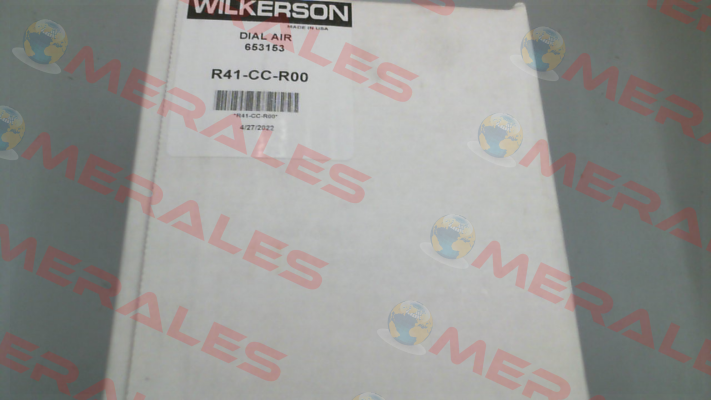 WILKERSON
MADE IN USA
DIAL AIR
653153
R41-CC-R00
*R41-CC-R00*
4/27/2022
MERALES
MERALES
MERALES
MERALES
MERALES